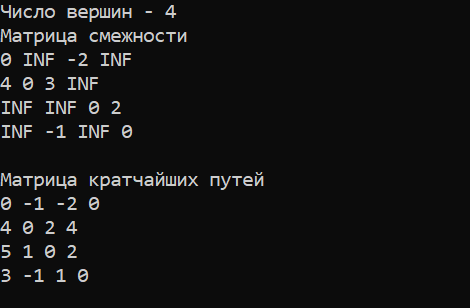 Число вершин - 4
Матрица смежности
0 INF -2 INF
4 0 3 INF
INF INF 0 2
INF -1 INF 0
Матрица кратчайших путей
0 -1 -2 0
4 0 2 4
5 1 0 2
3 -1 1 0